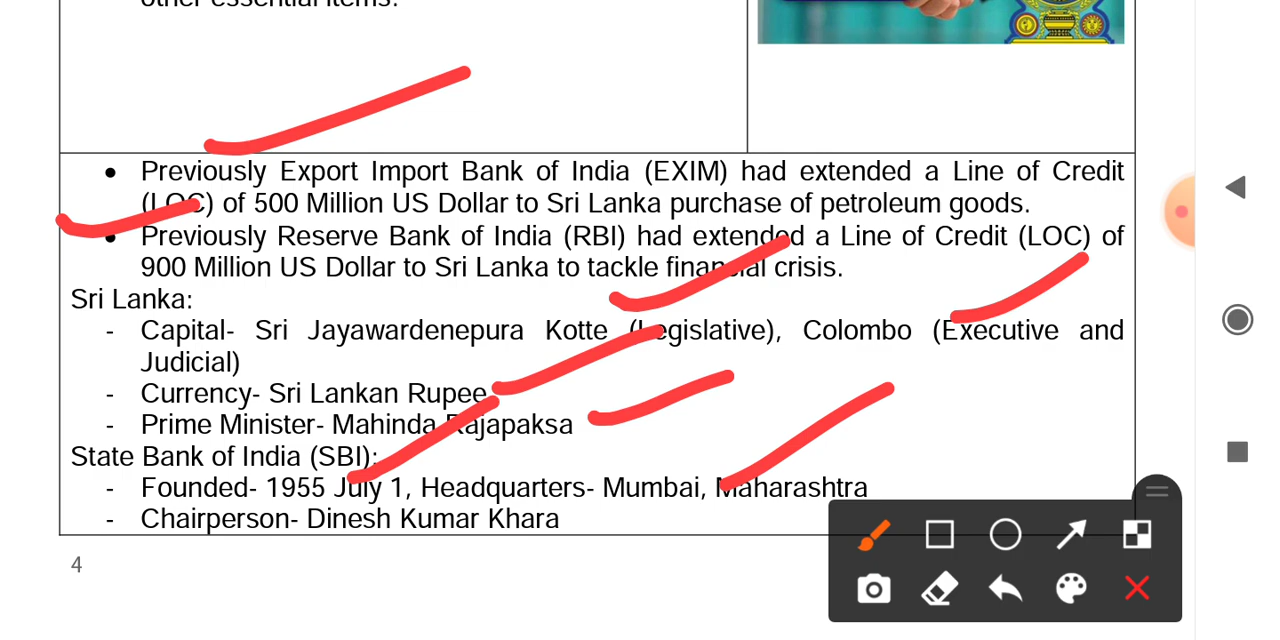 other essential items.
• Previously Export Import Bank of India (EXIM) had extended a Line of Credit
(LOC) of 500 Million US Dollar to Sri Lanka purchase of petroleum goods.
• Previously Reserve Bank of India (RBI) had extended a Line of Credit (LOC) of
900 Million US Dollar to Sri Lanka to tackle financial crisis.
Sri Lanka:
- Capital- Sri Jayawardenepura Kotte (Legislative), Colombo (Executive and
Judicial)
- Currency- Sri Lankan Rupee
- Prime Minister- Mahinda Rajapaksa
State Bank of India (SBI):
- Founded- 1955 July 1, Headquarters- Mumbai, Maharashtra
- Chairperson- Dinesh Kumar Khara
4